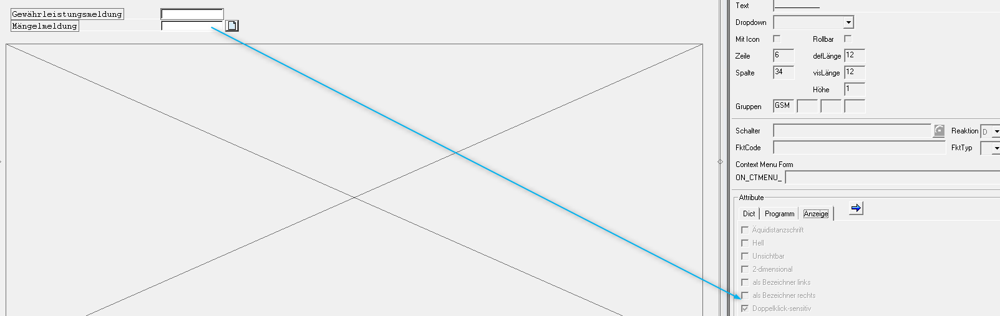 Gewährleistungsmeldung
Mängelmeldung
Text ____________
Dropdown
Mit Icon Rollbar
Zeile 6 defLänge 12
Spalte 34 visLänge 12
Höhe 1
Gruppen GSM
Schalter Reaktion D
FktCode FktTyp
Context Menu Form
ON_CTMENU_
Attribute
Dict Programm Anzeige
Äquidistanzschrift
Hell
Unsichtbar
2-dimensional
als Bezeichner links
als Bezeichner rechts
Doppelklick-sensitiv